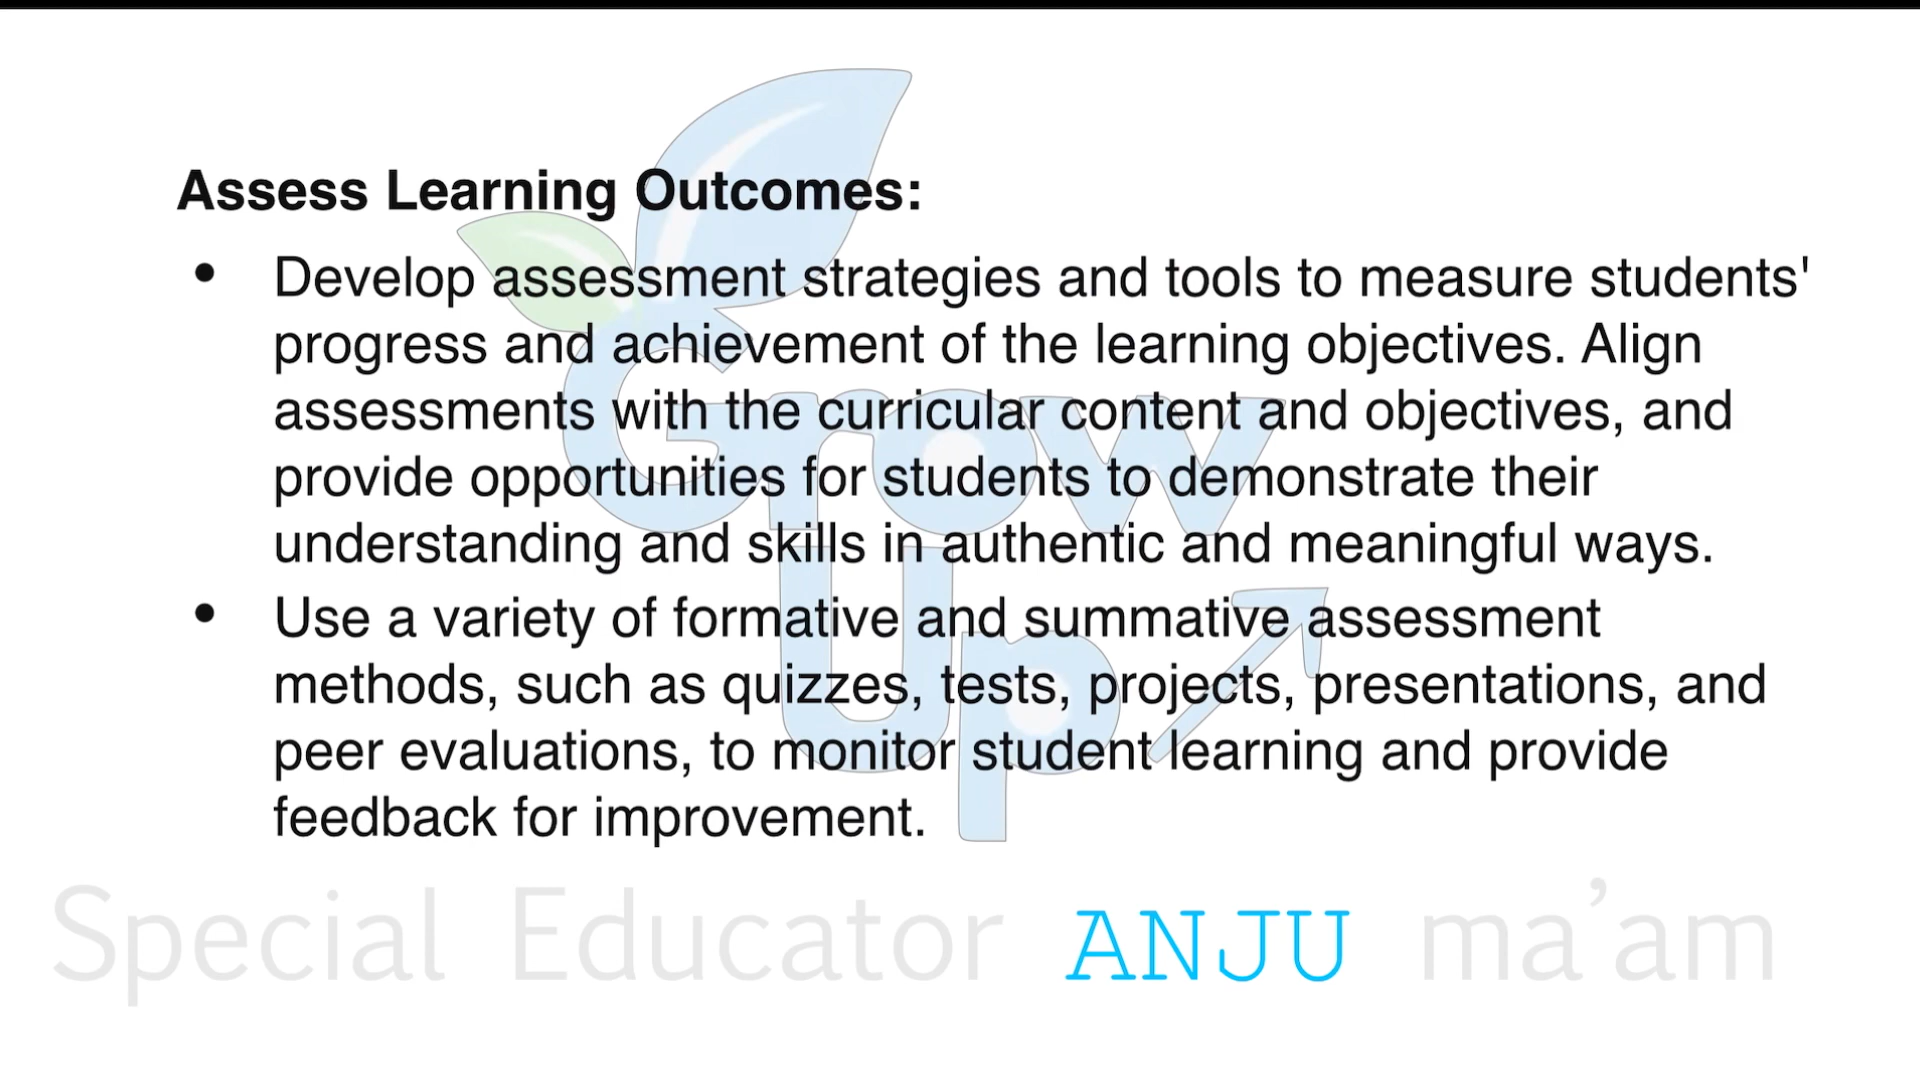 Assess Learning Outcomes:
• Develop assessment strategies and tools to measure students'
progress and achievement of the learning objectives. Align
assessments with the curricular content and objectives, and
provide opportunities for students to demonstrate their
understanding and skills in authentic and meaningful ways.
• Use a variety of formative and summative assessment
methods, such as quizzes, tests, projects, presentations, and
peer evaluations, to monitor student learning and provide
feedback for improvement.
Grow
Up
Special Educator ANJU ma’am